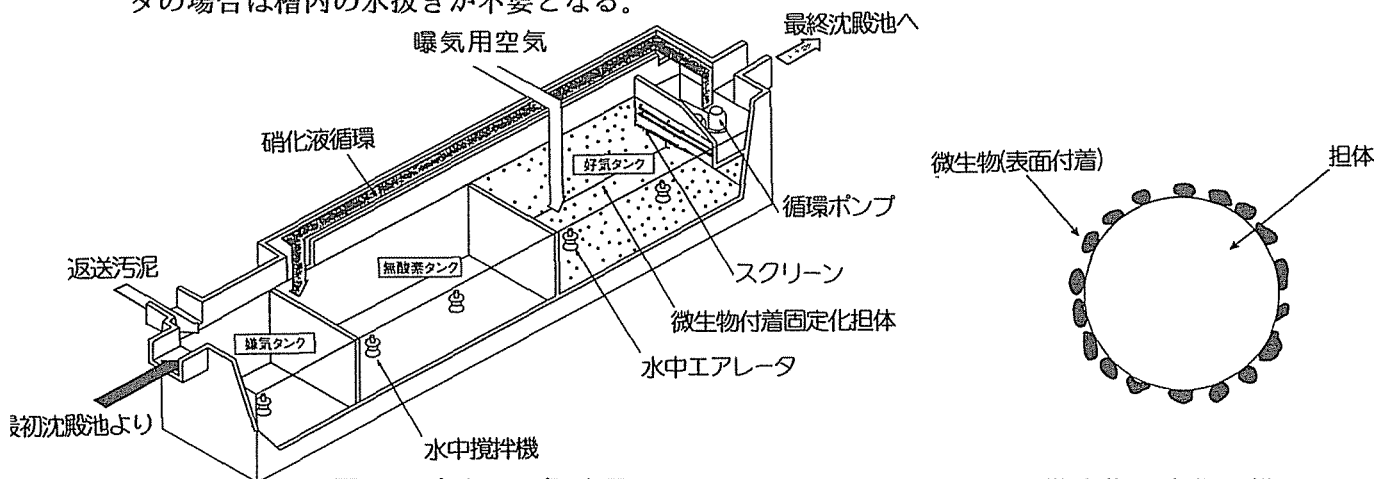 タの場合は槽内の水抜きが不要となる。
最終沈殿池へ
曝気用空気
硝化液循環
好気タンク
微生物(表面付着)
担体
循環ポンプ
返送汚泥
無酸素タンク
スクリーン
微生物付着固定化担体
嫌気タンク
水中エアレータ
最初沈殿池より
水中撹拌機